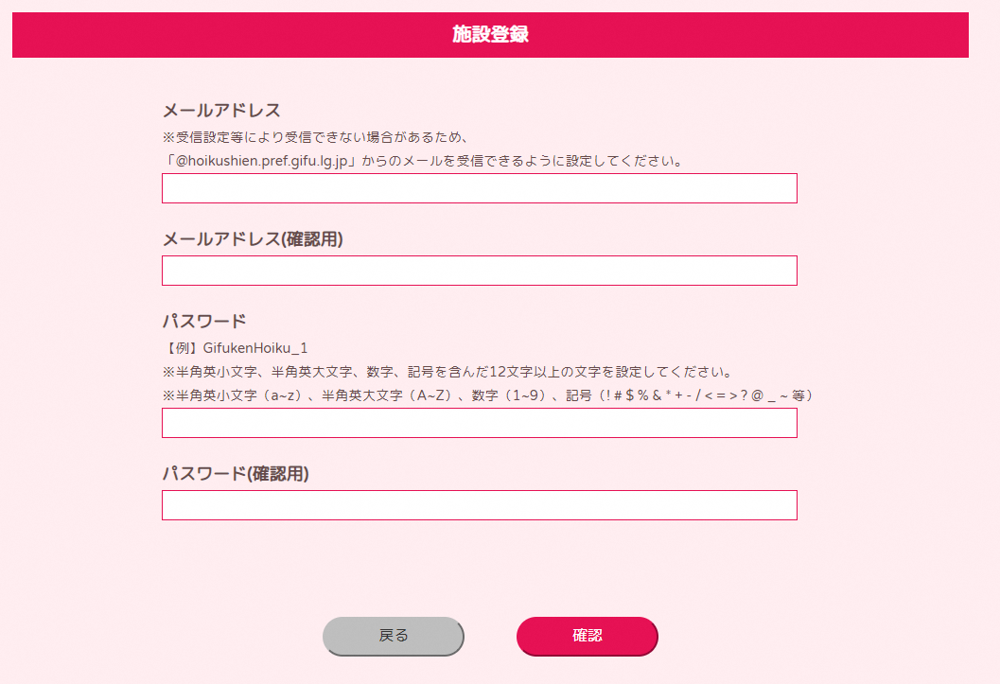 施設登録
メールアドレス
※受信設定等により受信できない場合があるため、
「@hoikushien.pref.gifu.lg.jp」からのメールを受信できるように設定してください。
メールアドレス(確認用)
パスワード
【例】GifukenHoiku_1
※半角英小文字、半角英大文字、数字、記号を含んだ12文字以上の文字を設定してください。
※半角英小文字（a~z）、半角英大文字（A~Z）、数字（1~9）、記号（! # $ % & * + - / < = > ? @ _ ~ 等）
パスワード(確認用)
戻る
確認